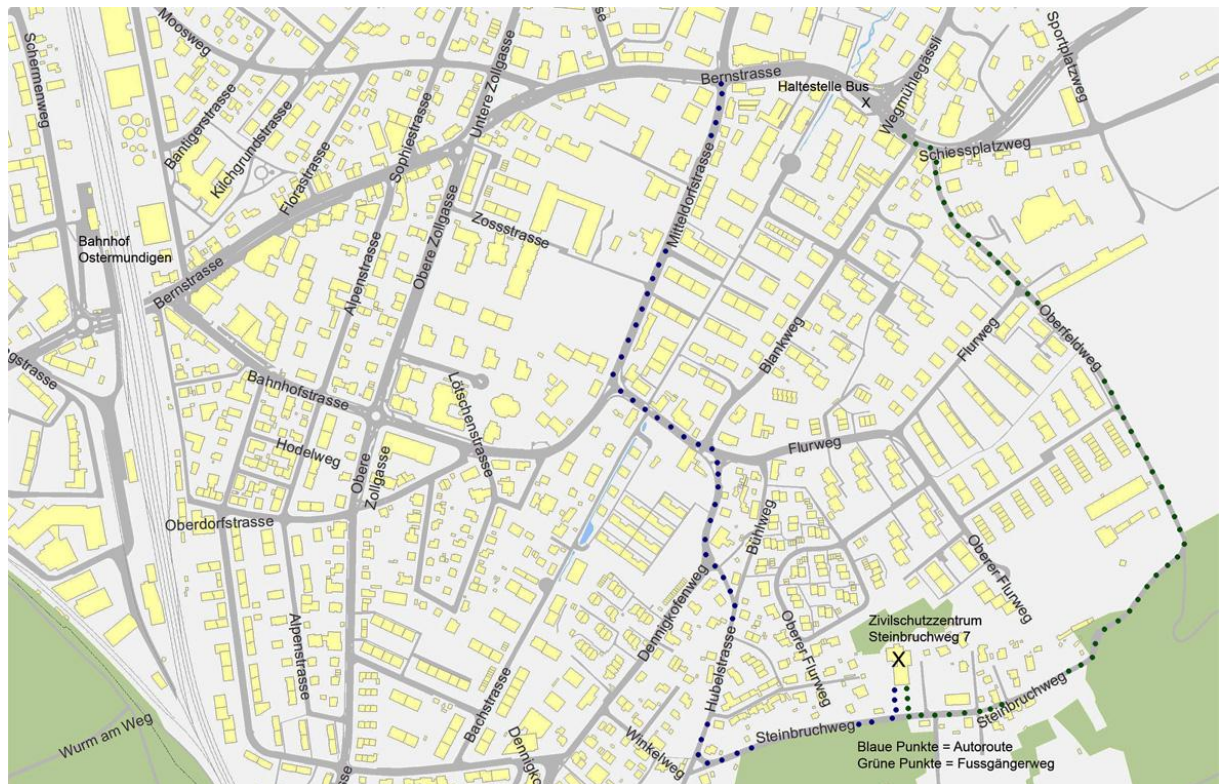 Moosweg
Schermenweg
Bantigerstrasse
Kilchgrundstrasse
Florastrasse
Sophiestrasse
Untere Zollgasse
Bernstrasse
Haltestelle Bus
X
Wegmühlegässli
Sportplatzweg
Schiessplatzweg
Bahnhof
Ostermundigen
Bernstrasse
Alpenstrasse
Obere Zollgasse
Zossstrasse
Mitteldorfstrasse
Blankweg
Flurweg
Oberfeldweg
gstrasse
Bahnhofstrasse
Hodelweg
Lötschenstrasse
Obere
Zollgasse
Flurweg
Oberdorfstrasse
Bühlweg
Oberer Flurweg
Alpenstrasse
Bachstrasse
Dennigkofenweg
Hubelstrasse
Oberer Flurweg
Zivilschutzzentrum
Steinbruchweg 7
X
Wurm am Weg
Dennigko
Winkelweg
Steinbruchweg
Steinbruchweg
Blaue Punkte = Autoroute
Grüne Punkte = Fussgängerweg